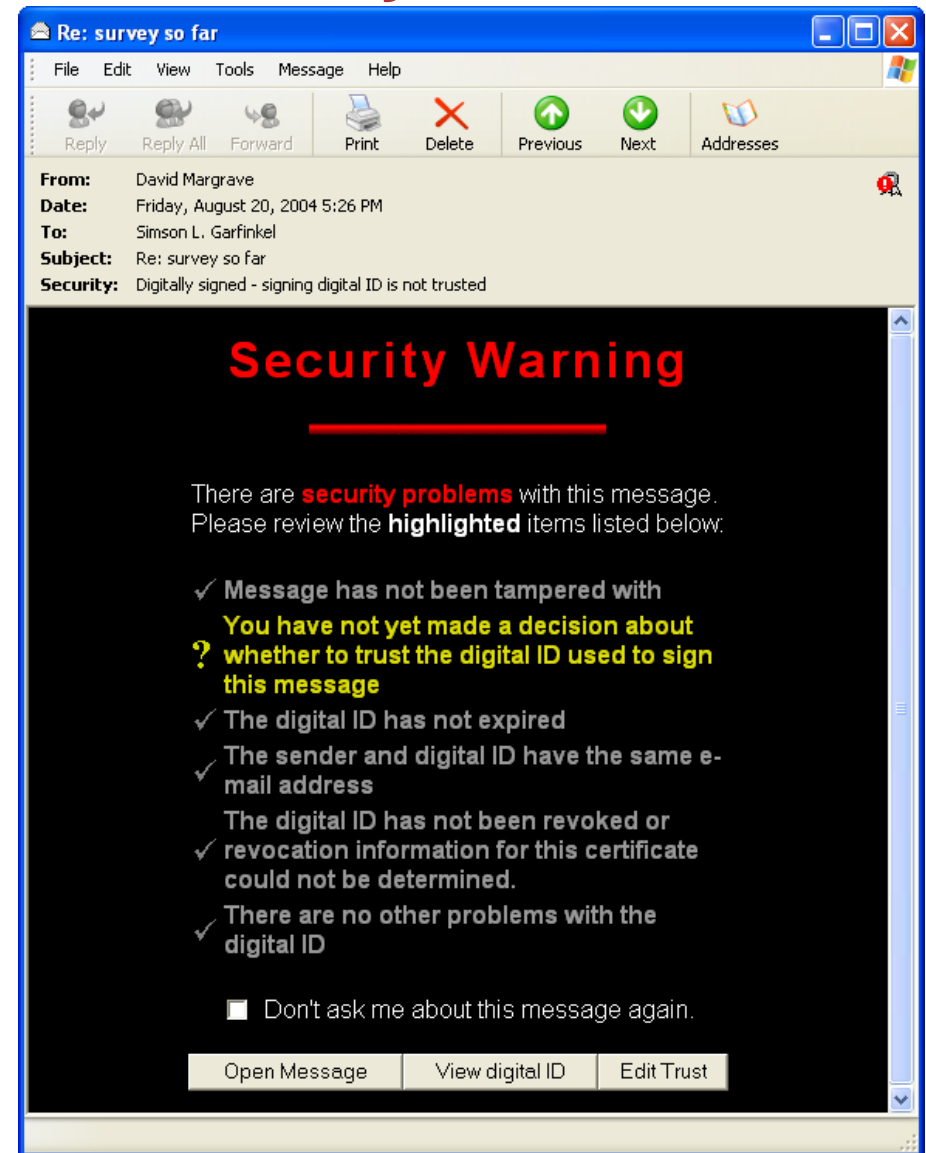 Re: survey so far
File Edit View Tools Message Help
Reply Reply All Forward Print Delete Previous Next Addresses
From: David Margrave
Date: Friday, August 20, 2004 5:26 PM
To: Simson L. Garfinkel
Subject: Re: survey so far
Security: Digitally signed - signing digital ID is not trusted
Security Warning
There are security problems with this message.
Please review the highlighted items listed below:
Message has not been tampered with
You have not yet made a decision about
? whether to trust the digital ID used to sign
this message
The digital ID has not expired
The sender and digital ID have the same e-
mail address
The digital ID has not been revoked or
revocation information for this certificate
could not be determined.
There are no other problems with the
digital ID
Don't ask me about this message again.
Open Message View digital ID Edit Trust